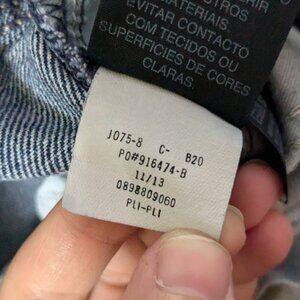 MATERIAIS.
EVITAR CONTACTO
COM TECIDOS OU
SUPERFÍCIES DE CORES
CLARAS.
J075-8 C- B20
PO#916474-B
11/13
0898809060
PLI-PLI